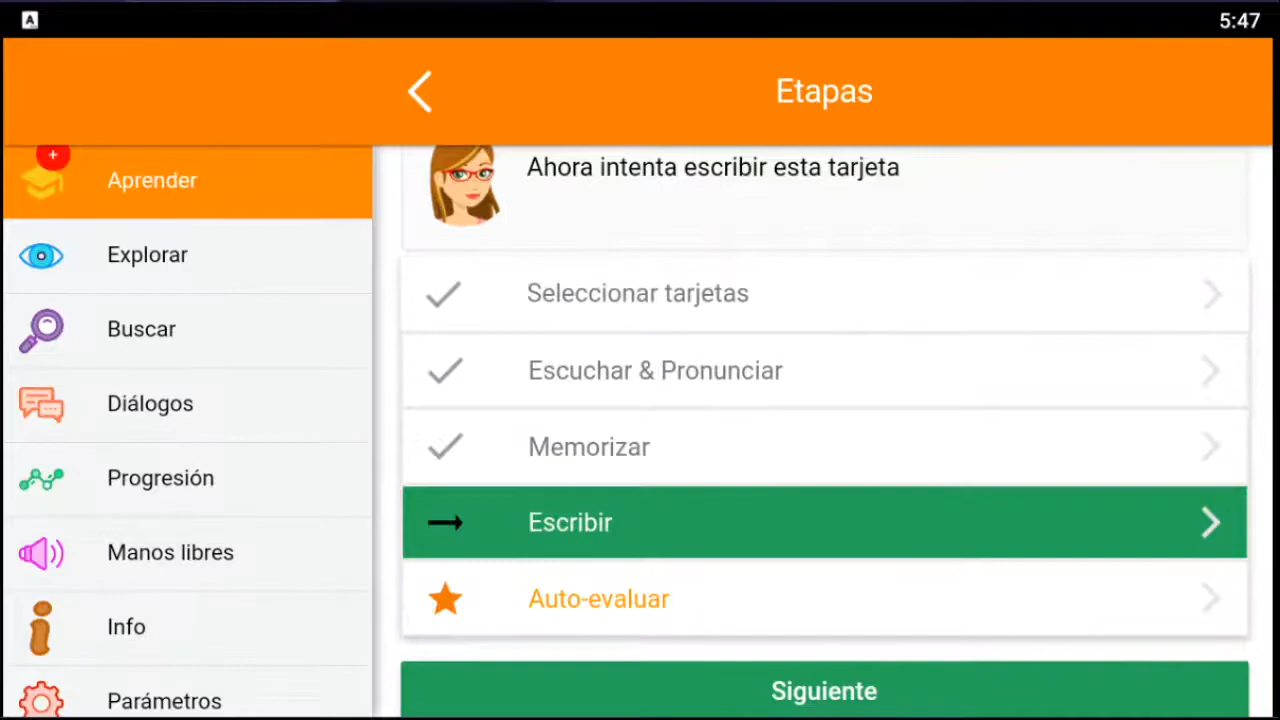 A
5:47
Etapas
+
Aprender
Explorar
Buscar
Diálogos
Progresión
Manos libres
Info
Parámetros
Ahora intenta escribir esta tarjeta
Seleccionar tarjetas
Escuchar & Pronunciar
Memorizar
Escribir
Auto-evaluar
Siguiente